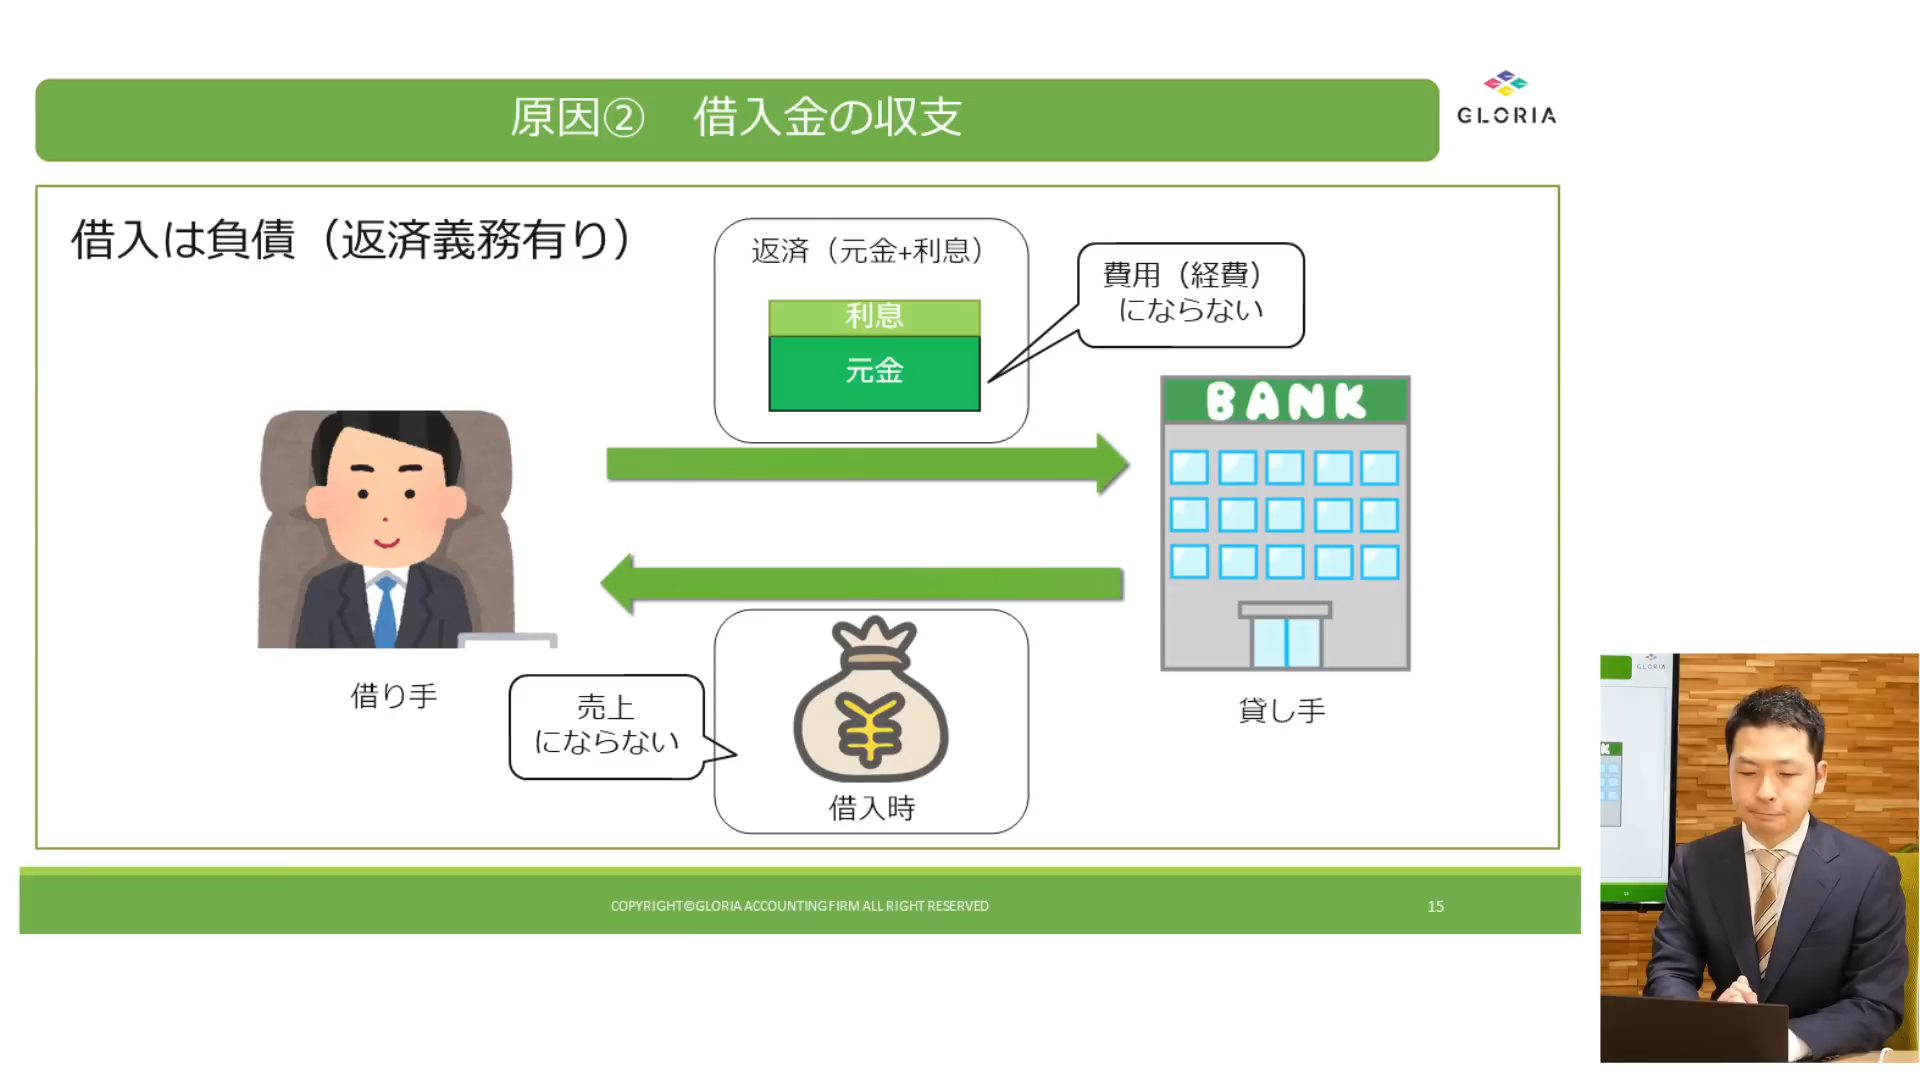 原因②　借入金の収支
GLORIA
借入は負債（返済義務有り）
返済（元金+利息）
利息
元金
費用（経費）
にならない
BANK
借り手
貸し手
売上
にならない
借入時
COPYRIGHT©GLORIA ACCOUNTING FIRM ALL RIGHT RESERVED
15
GLORIA
K